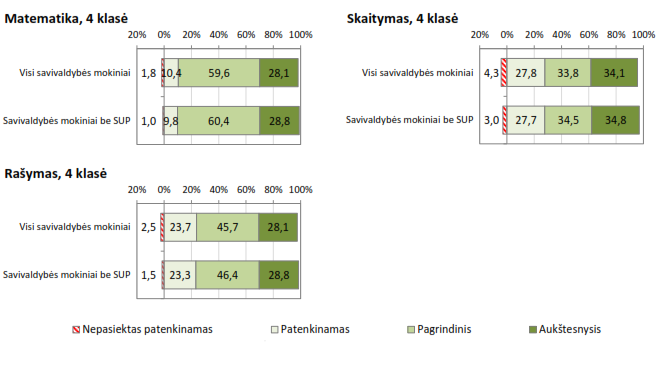 Matematika, 4 klasė
20% 0% 20% 40% 60% 80% 100%
Visi savivaldybės mokiniai 1,8 10,4 59,6 28,1
Savivaldybės mokiniai be SUP 1,0 9,8 60,4 28,8
Skaitymas, 4 klasė
20% 0% 20% 40% 60% 80% 100%
Visi savivaldybės mokiniai 4,3 27,8 33,8 34,1
Savivaldybės mokiniai be SUP 3,0 27,7 34,5 34,8
Rašymas, 4 klasė
20% 0% 20% 40% 60% 80% 100%
Visi savivaldybės mokiniai 2,5 23,7 45,7 28,1
Savivaldybės mokiniai be SUP 1,5 23,3 46,4 28,8
Nepasiektas patenkinamas Patenkinamas Pagrindinis Aukštesnysis